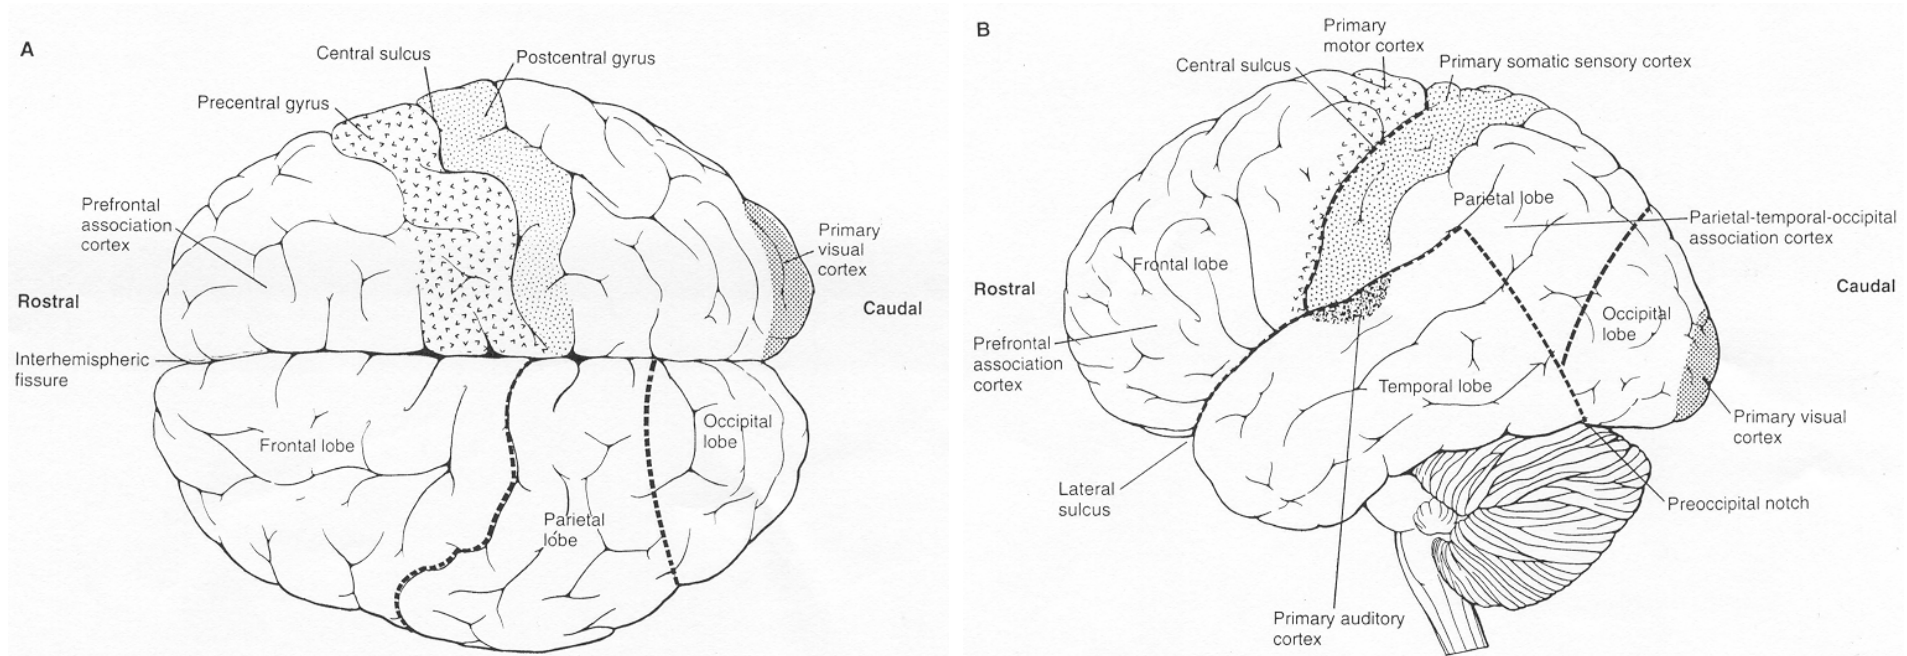 A
Central sulcus
Postcentral gyrus
Precentral gyrus
Prefrontal
association
cortex
Primary
visual
cortex
Rostral
Caudal
Interhemispheric
fissure
Frontal lobe
Occipital
lobe
Parietal
lobe
B
Primary
motor cortex
Central sulcus
Primary somatic sensory cortex
Parietal lobe
Parietal-temporal-occipital
association cortex
Frontal lobe
Rostral
Caudal
Occipital
lobe
Prefrontal
association
cortex
Temporal lobe
Primary visual
cortex
Lateral
sulcus
Preoccipital notch
Primary auditory
cortex